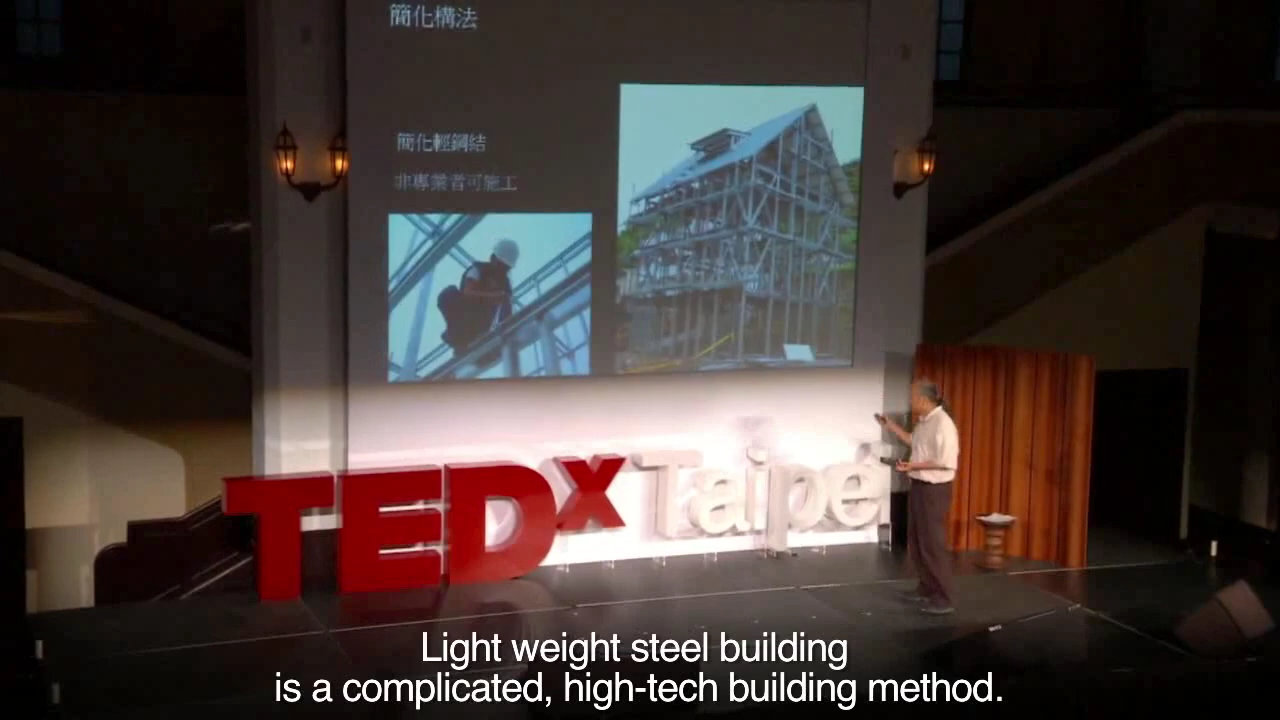 簡化構法
簡化輕鋼結
非專業者可施工
TEDx Taipe
Light weight steel building
is a complicated, high-tech building method.